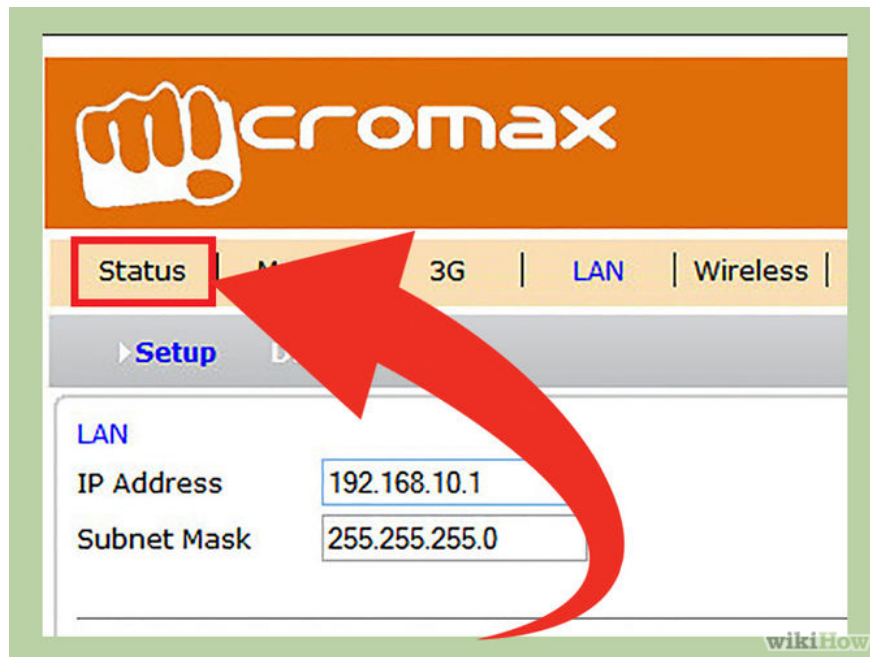 micromax
Status | 3G | LAN | Wireless |
Setup
LAN
IP Address 192.168.10.1
Subnet Mask 255.255.255.0
wikiHow